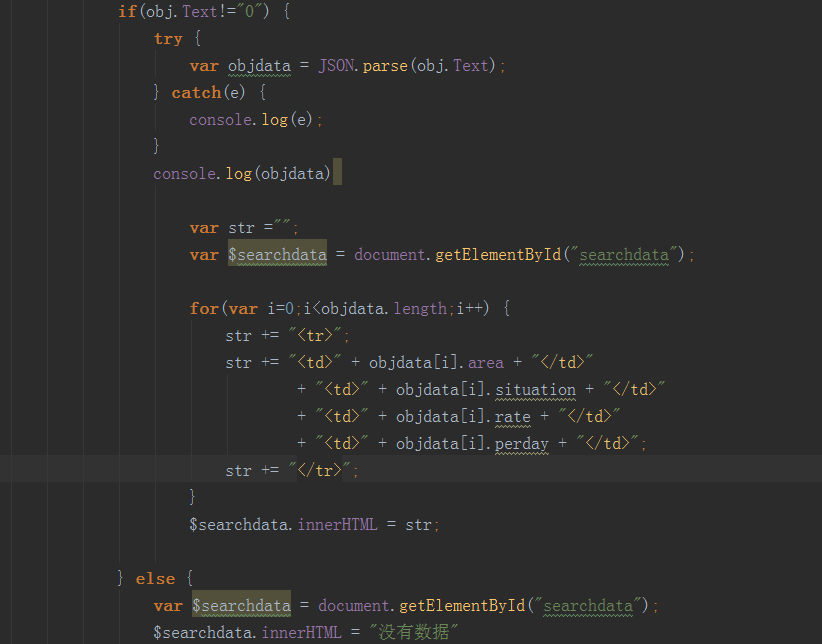 if(obj.Text!="0") {
try {
var objdata = JSON.parse(obj.Text);
} catch(e) {
console.log(e);
}
console.log(objdata)
var str ="";
var $searchdata = document.getElementById("searchdata");
for(var i=0;i<objdata.length;i++) {
str += "<tr>";
str += "<td>" + objdata[i].area + "</td>"
+ "<td>" + objdata[i].situation + "</td>"
+ "<td>" + objdata[i].rate + "</td>"
+ "<td>" + objdata[i].perday + "</td>";
str += "</tr>";
}
$searchdata.innerHTML = str;
} else {
var $searchdata = document.getElementById("searchdata");
$searchdata.innerHTML = "没有数据"